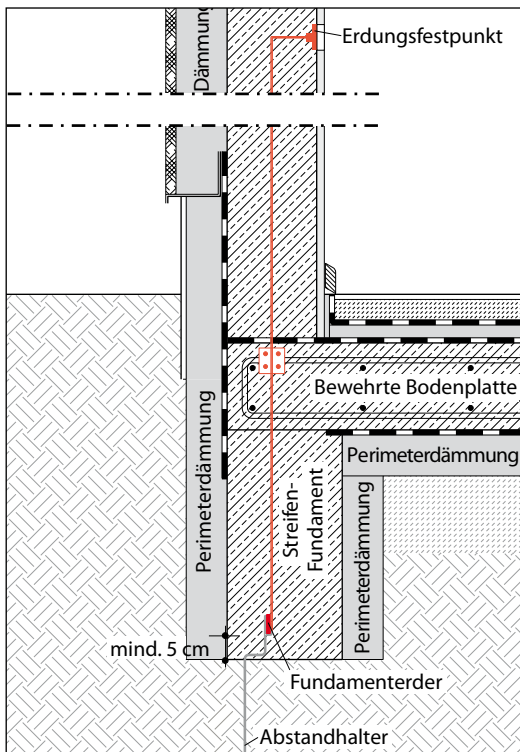 Erdungsfestpunkt
Dämmung
Bewehrte Bodenplatte
Perimeterdämmung
Perimeterdämmung
Streifen-
Fundament
Perimeterdämmung
mind. 5 cm
Fundamenterder
Abstandhalter